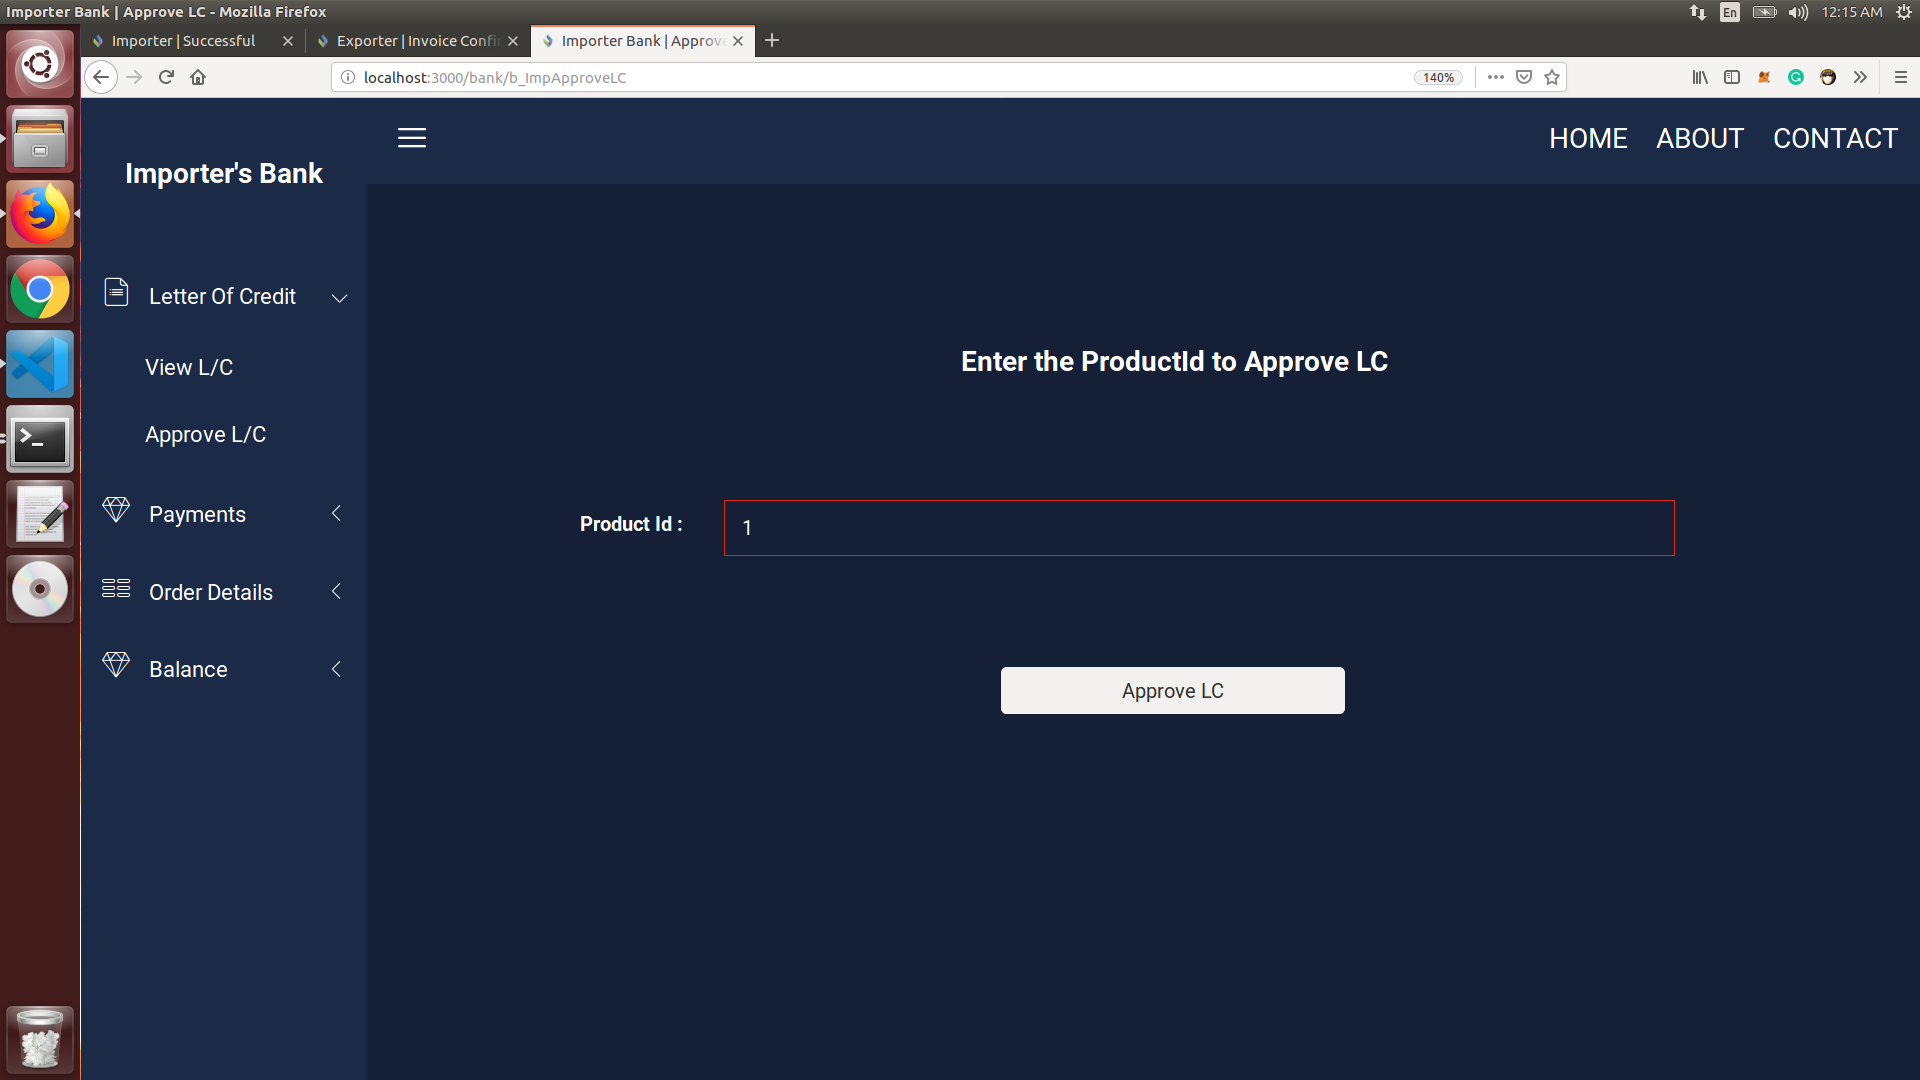 Importer Bank | Approve LC - Mozilla Firefox
En
12:15 AM
Importer | Successful
Exporter | Invoice Confi
Importer Bank | Approve
localhost:3000/bank/b_ImpApproveLC
140%
HOME ABOUT CONTACT
Importer's Bank
Letter Of Credit
View L/C
Approve L/C
Payments
Order Details
Balance
Enter the ProductId to Approve LC
Product Id :
1
Approve LC